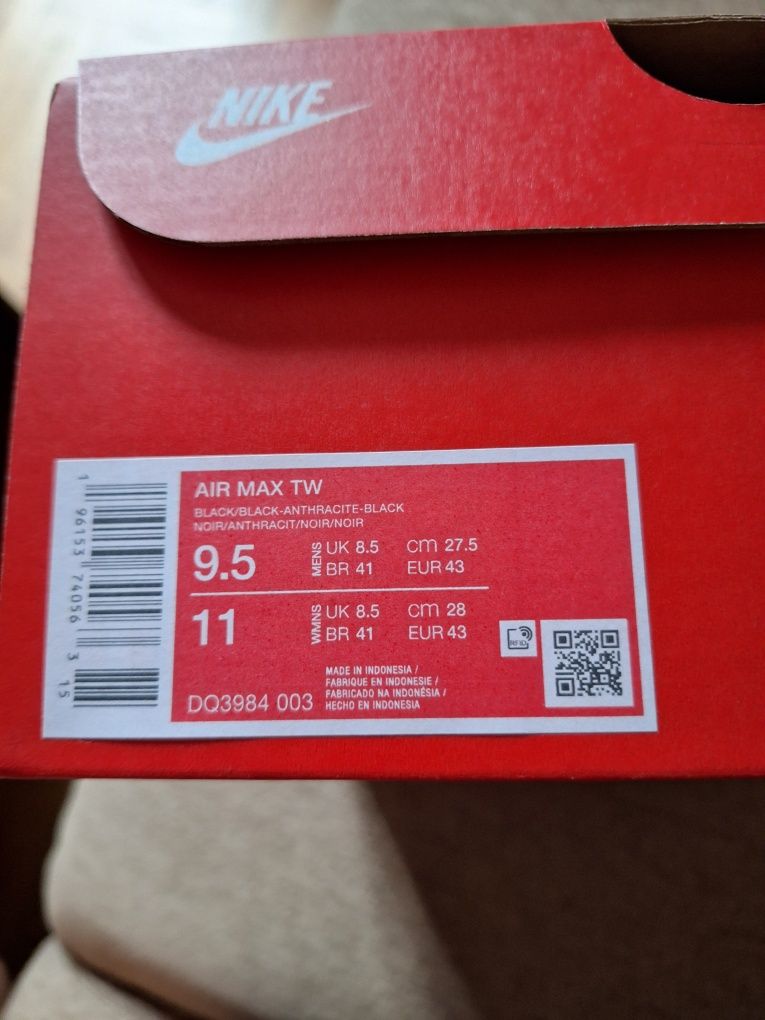 NIKE
AIR MAX TW
BLACK/BLACK-ANTHRACITE-BLACK
NOIR/ANTHRACIT/NOIR/NOIR
9.5 MENS UK 8.5 cm 27.5
BR 41 EUR 43
11 WMNS UK 8.5 cm 28
BR 41 EUR 43
RFID
MADE IN INDONESIA /
FABRIQUE EN INDONESIE /
FABRICADO NA INDONÉSIA /
HECHO EN INDONESIA
DQ3984 003
1 96153 74056 3 15